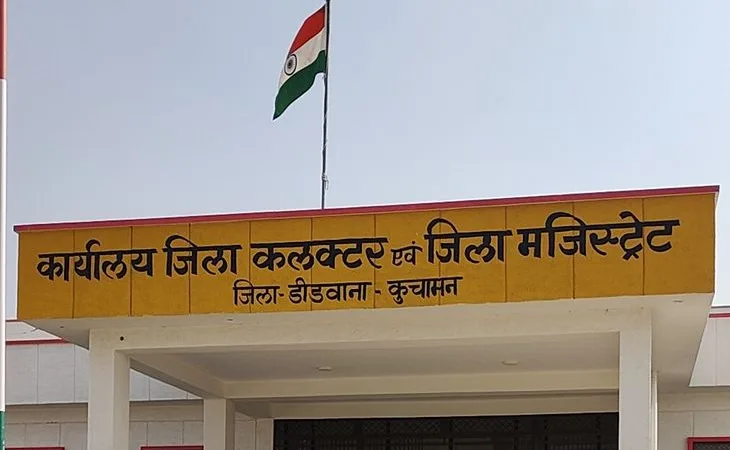 कार्यालय जिला कलक्टर एवं जिला मजिस्ट्रेट
जिला- डीडवाना - कुचामन